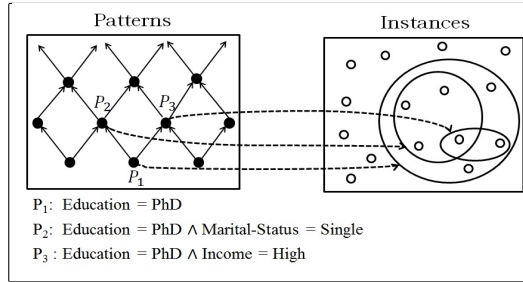 Patterns
Instances
P2
P3
P1
P1: Education = PhD
P2: Education = PhD ∧ Marital-Status = Single
P3 : Education = PhD ∧ Income = High